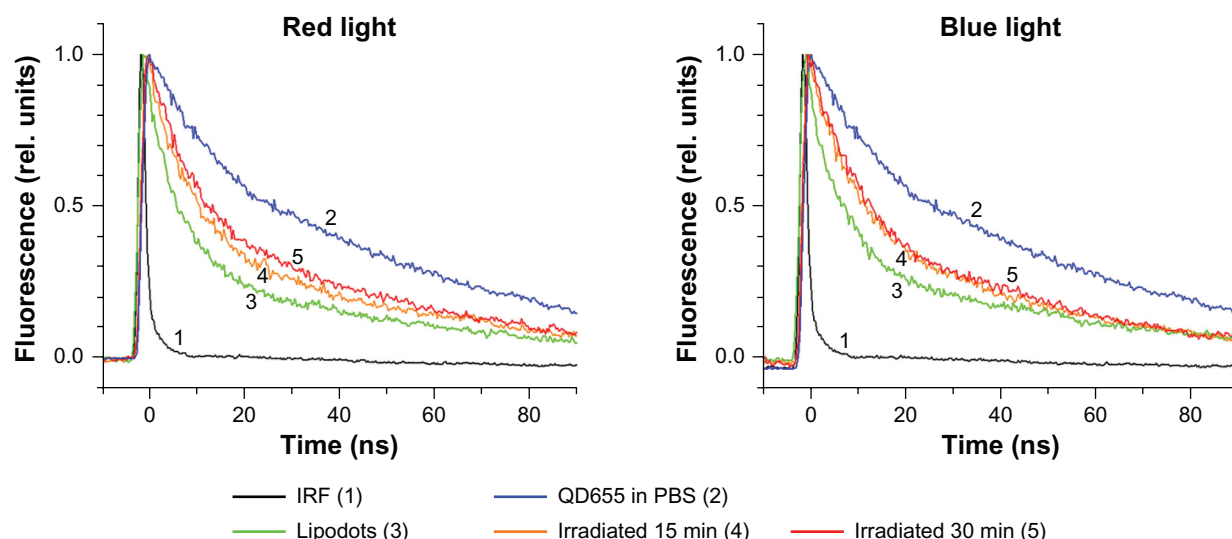 Red light
Fluorescence (rel. units)
1.0
0.5
0.0
2
5
4
3
1
0 20 40 60 80
Time (ns)
Blue light
Fluorescence (rel. units)
1.0
0.5
0.0
2
4
5
3
1
0 20 40 60 80
Time (ns)
IRF (1) QD655 in PBS (2)
Lipodots (3) Irradiated 15 min (4) Irradiated 30 min (5)